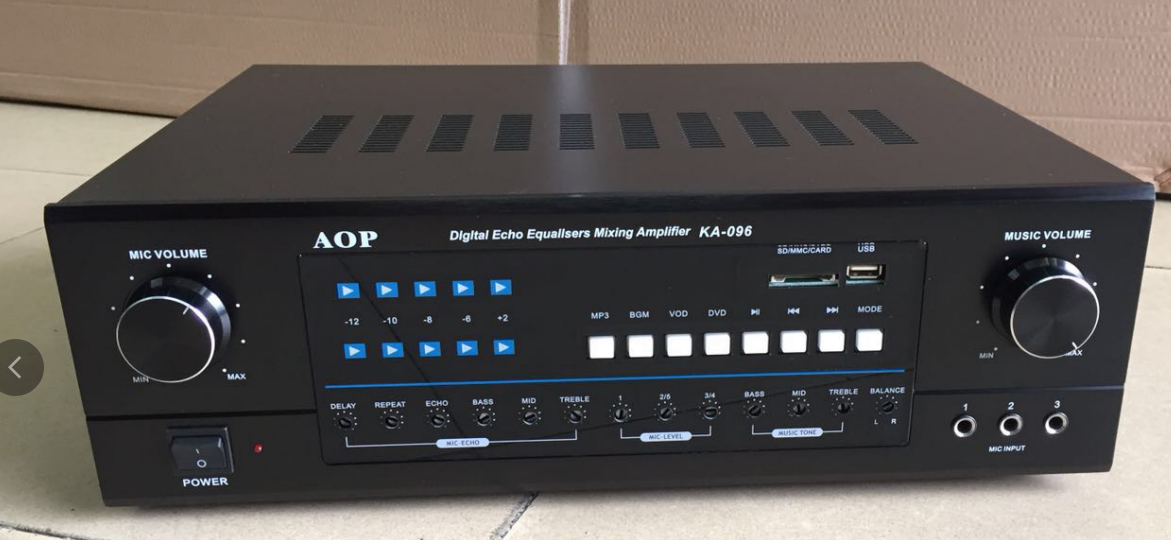 AOP
Digital Echo Equalisers Mixing Amplifier KA-096
MIC VOLUME
MIN
MAX
SD/MMC/CARD
USB
MUSIC VOLUME
MIN
MAX
-12 -10 -8 -6 +2
MP3 BGM VOD DVD MODE
DELAY REPEAT ECHO BASS MID TREBLE
MIC-ECHO
1 2/5 3/4
MIC-LEVEL
BASS MID TREBLE
MUSIC TONE
BALANCE
L R
POWER
1 2 3
MIC INPUT